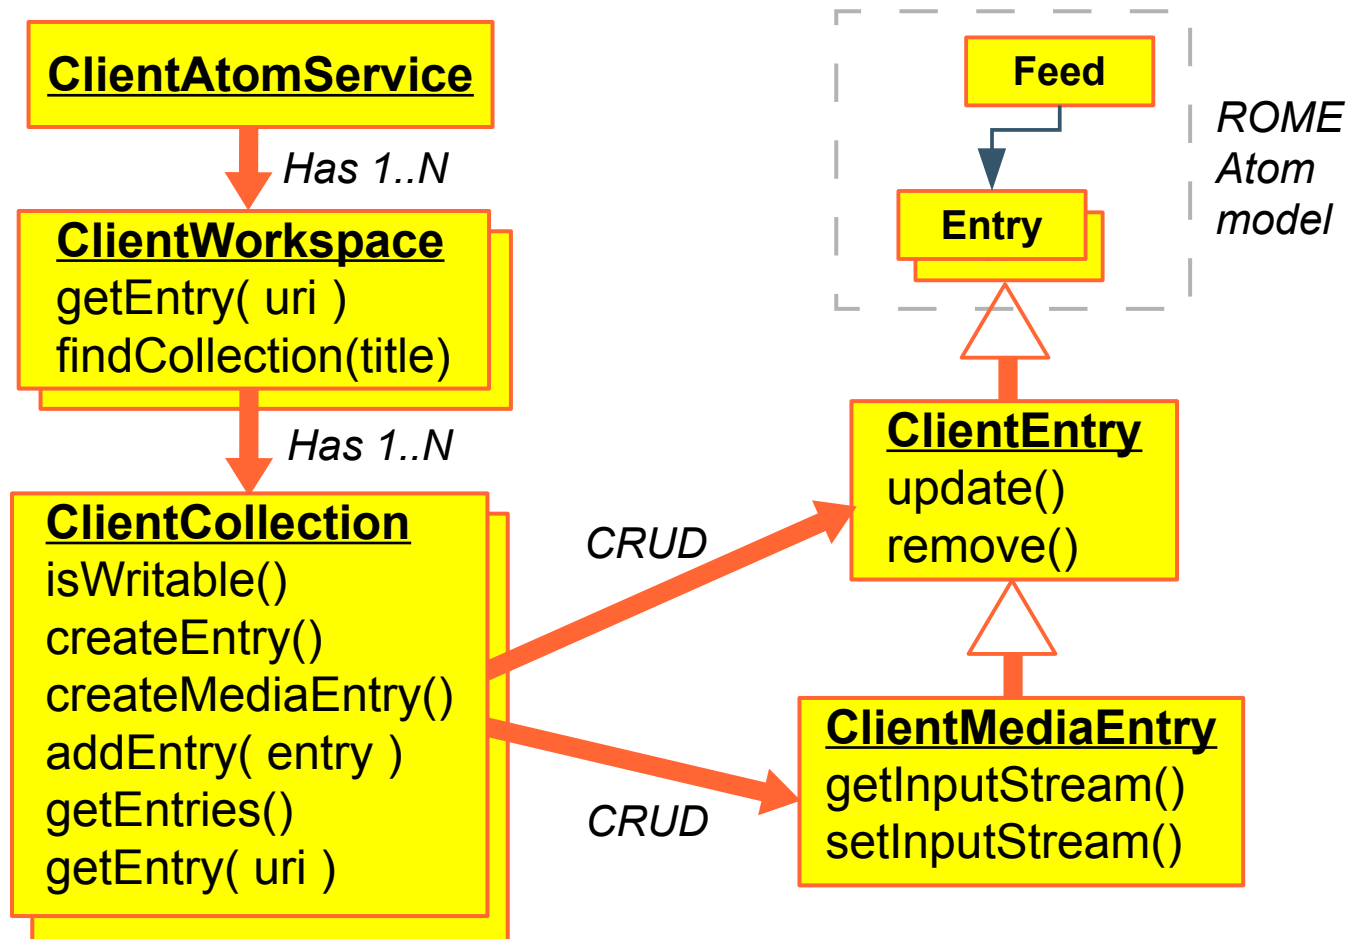 ClientAtomService
Has 1..N
ClientWorkspace
getEntry( uri )
findCollection(title)
Has 1..N
ClientCollection
isWritable()
createEntry()
createMediaEntry()
addEntry( entry )
getEntries()
getEntry( uri )
CRUD
CRUD
Feed
Entry
ROME
Atom
model
ClientEntry
update()
remove()
ClientMediaEntry
getInputStream()
setInputStream()